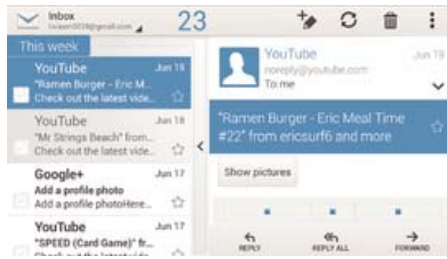 Inbox
23
This week
YouTube Jun 19
"Ramen Burger - Eric M...
Check out the latest vide...
YouTube Jun 18
"Mr Strings Beach" from...
Check out the latest vide...
Google+ Jun 17
Add a profile photo
Add a profile photoHere...
YouTube Jun 17
"SPEED (Card Game)" fr...
YouTube Jun 19
noreply@youtube.com
To: me
"Ramen Burger - Eric Meal Time
#22" from ericsurf6 and more
Show pictures
REPLY
REPLY ALL
FORWARD